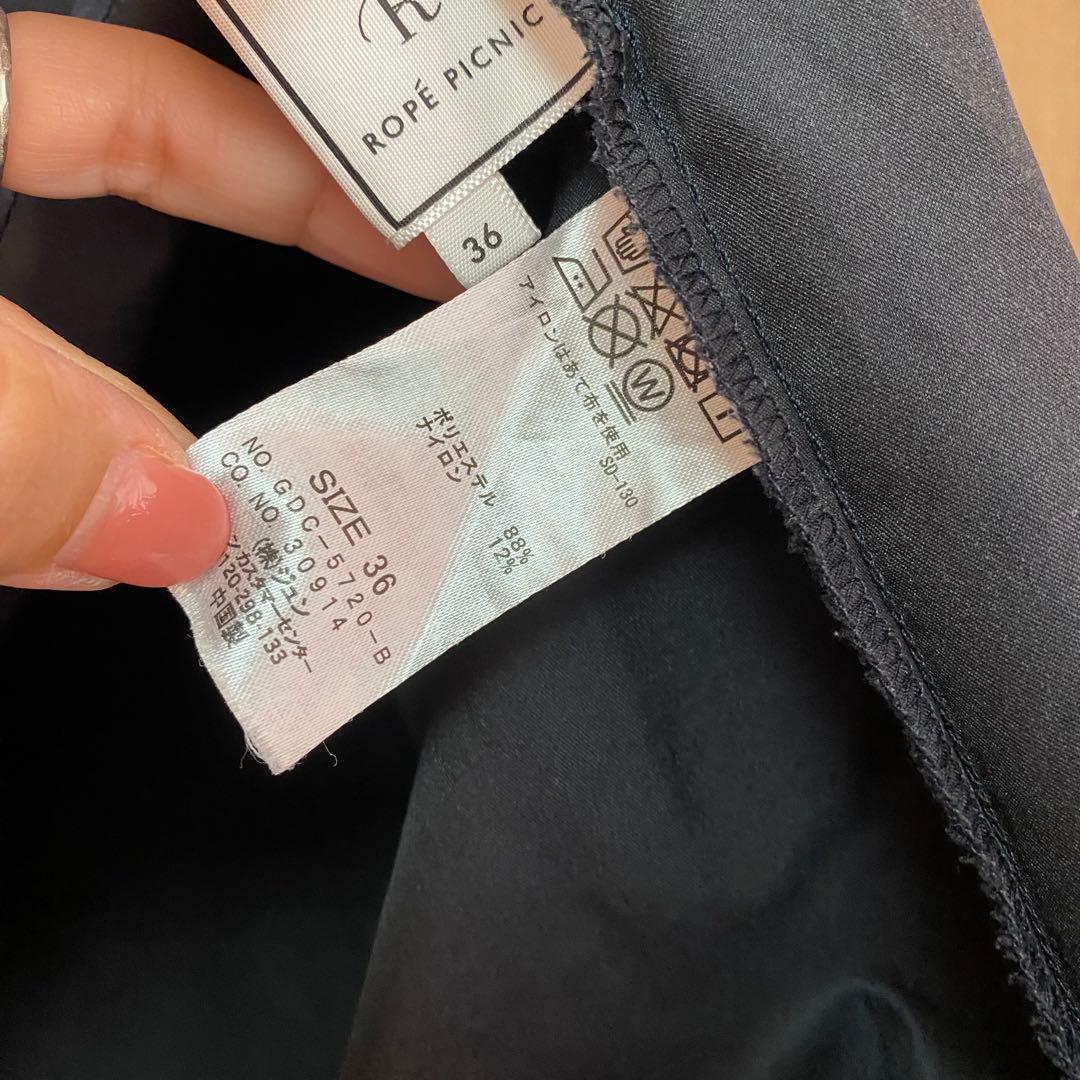 R
ROPÉ PICNIC
36
アイロンはあて布を使用
SD-130
ポリエステル 88%
ナイロン 12%
SIZE 36
NO. GDC-5720-B
CO. NO. 30914
(株)ジュン
カスタマーセンター
120-298-133
中国製
W